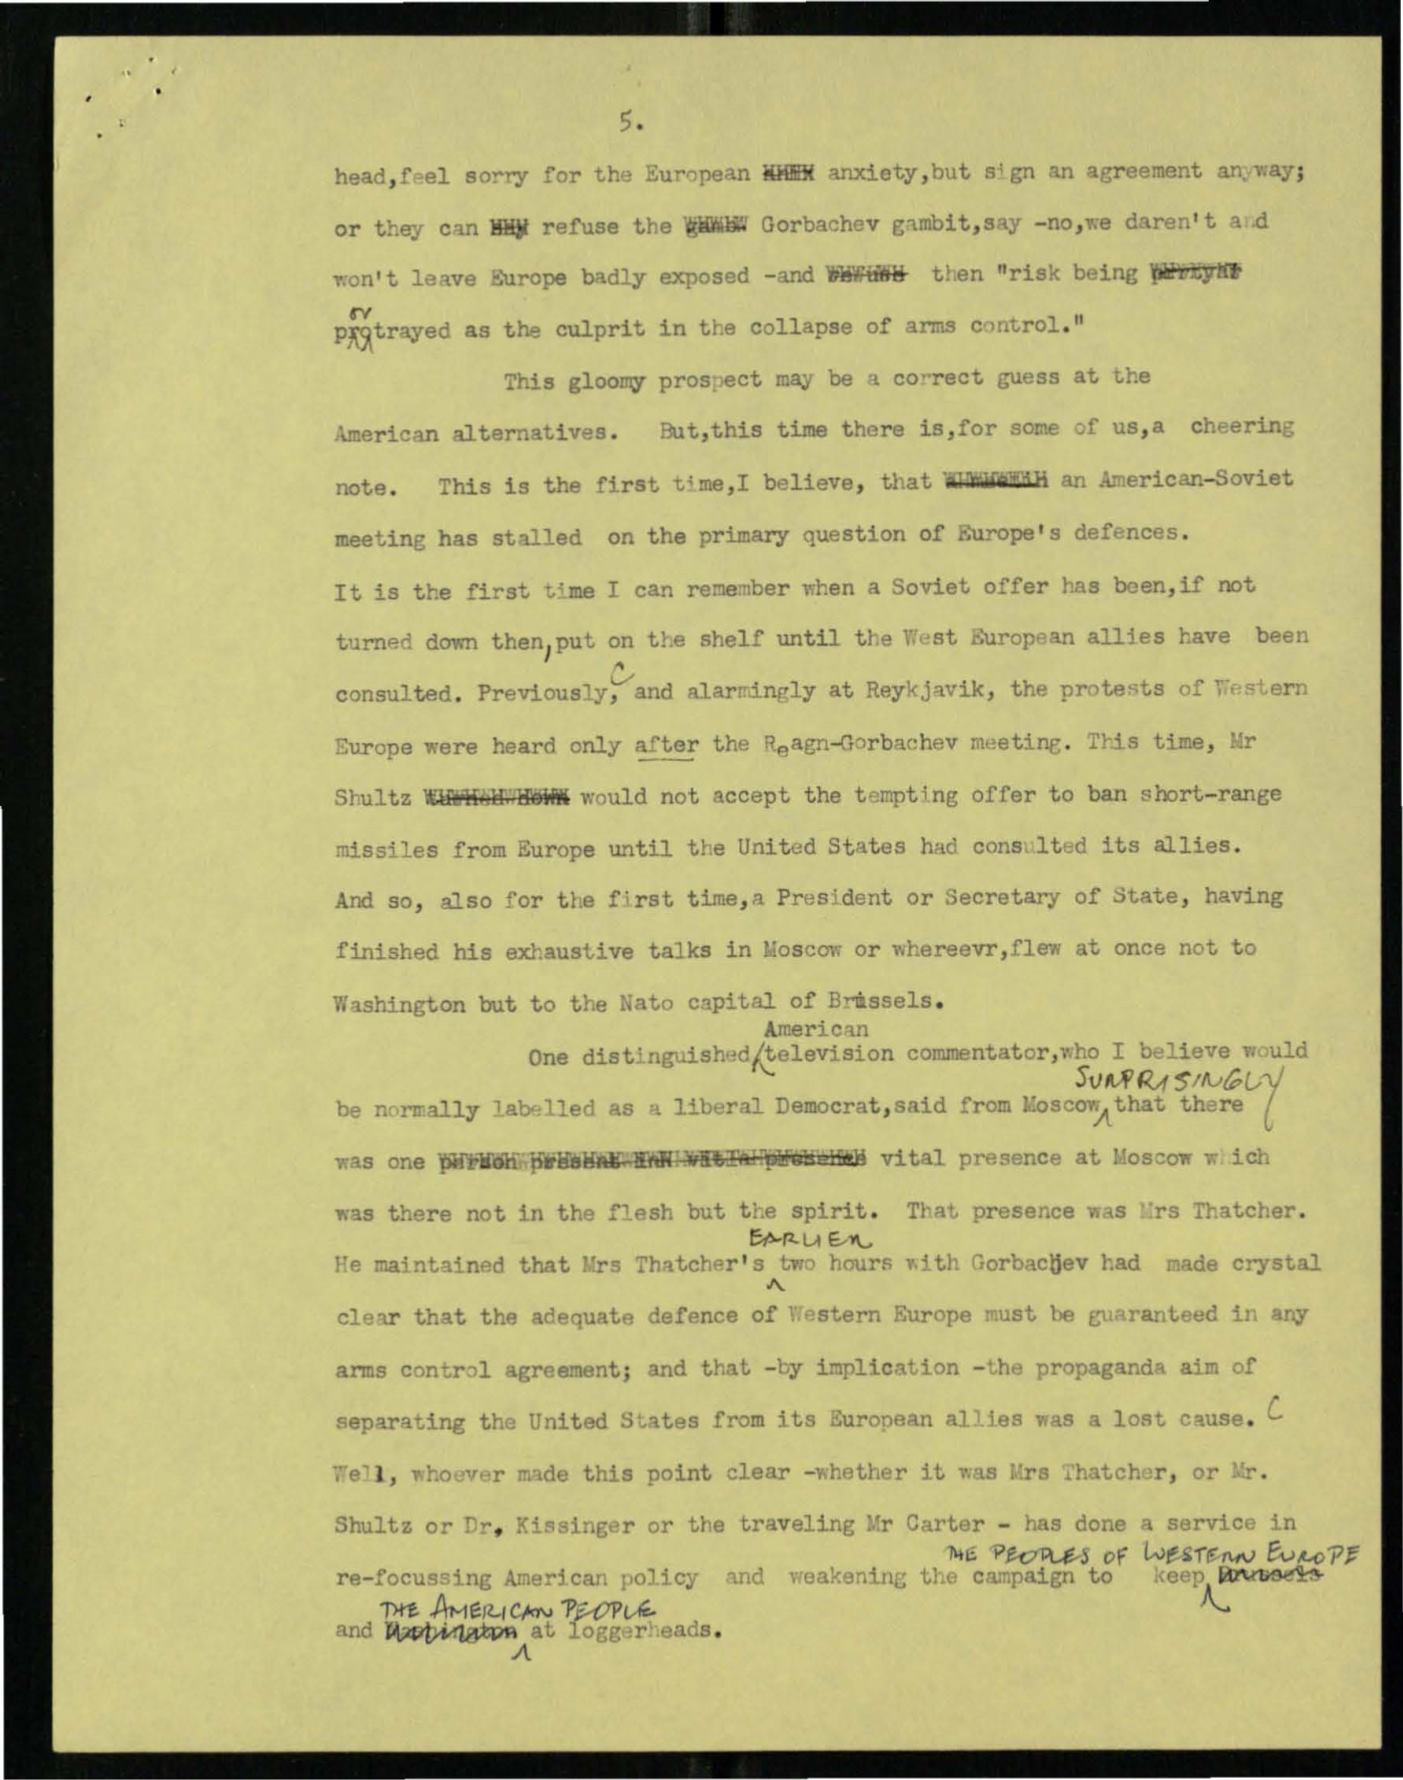 5.
head,feel sorry for the European anxiety,but sign an agreement anyway;
or they can refuse the Gorbachev gambit,say -no,we daren't and
won't leave Europe badly exposed -and then "risk being
or
protrayed as the culprit in the collapse of arms control."
This gloomy prospect may be a correct guess at the
American alternatives. But,this time there is,for some of us,a cheering
note. This is the first time,I believe, that an American-Soviet
meeting has stalled on the primary question of Europe's defences.
It is the first time I can remember when a Soviet offer has been,if not
turned down then,put on the shelf until the West European allies have been
consulted. Previously, and alarmingly at Reykjavik, the protests of Western
Europe were heard only after the Reagn-Gorbachev meeting. This time, Mr
Shultz would not accept the tempting offer to ban short-range
missiles from Europe until the United States had consulted its allies.
And so, also for the first time,a President or Secretary of State, having
finished his exhaustive talks in Moscow or whereevr,flew at once not to
Washington but to the Nato capital of Brussels.
American
One distinguished television commentator,who I believe would
SURPRISINGLY
be normally labelled as a liberal Democrat,said from Moscow that there
was one person present vital presence at Moscow which
was there not in the flesh but the spirit. That presence was Mrs Thatcher.
EARLIER
He maintained that Mrs Thatcher's two hours with Gorbachev had made crystal
clear that the adequate defence of Western Europe must be guaranteed in any
arms control agreement; and that -by implication -the propaganda aim of
separating the United States from its European allies was a lost cause. C
Well, whoever made this point clear -whether it was Mrs Thatcher, or Mr.
Shultz or Dr. Kissinger or the traveling Mr Carter - has done a service in
THE PEOPLES OF WESTERN EUROPE
re-focussing American policy and weakening the campaign to keep Brussels
THE AMERICAN PEOPLE
and Washington at loggerheads.